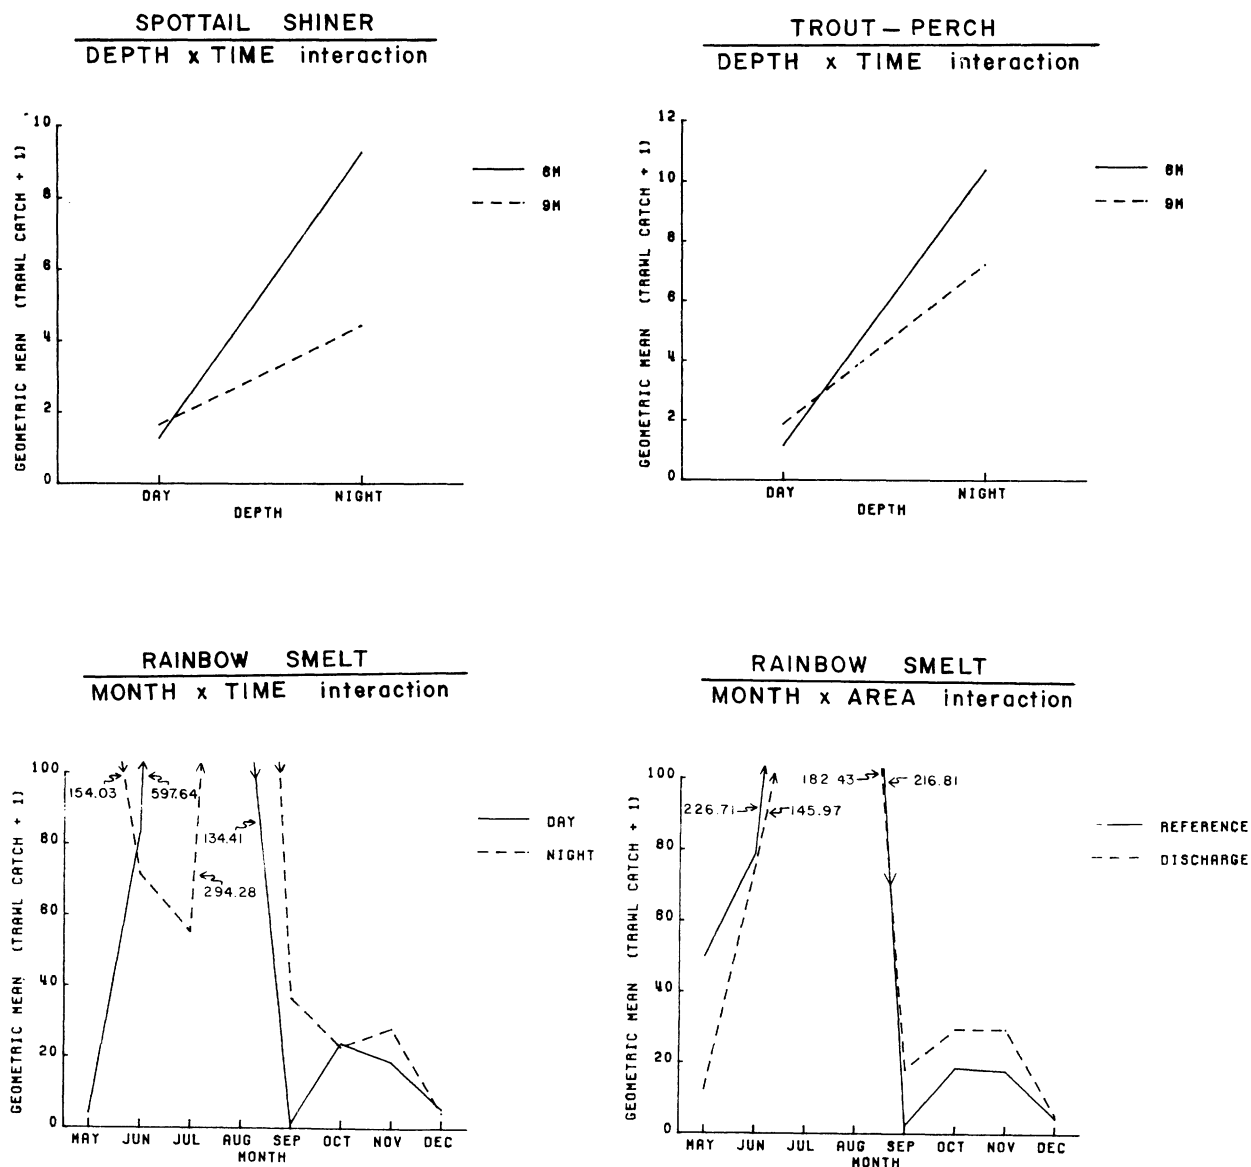 SPOTTAIL SHINER
DEPTH x TIME interaction
GEOMETRIC MEAN (TRAWL CATCH + 1)
10
8
6
4
2
0
DAY
NIGHT
DEPTH
6M
9M
TROUT – PERCH
DEPTH x TIME interaction
GEOMETRIC MEAN (TRAWL CATCH + 1)
12
10
8
6
4
2
0
DAY
NIGHT
DEPTH
6M
9M
RAINBOW SMELT
MONTH x TIME interaction
GEOMETRIC MEAN (TRAWL CATCH + 1)
100
80
60
40
20
0
154.03
597.64
134.41
294.28
MAY JUN JUL AUG SEP OCT NOV DEC
MONTH
DAY
NIGHT
RAINBOW SMELT
MONTH x AREA interaction
GEOMETRIC MEAN (TRAWL CATCH + 1)
100
80
60
40
20
0
182 43
216.81
226.71
145.97
MAY JUN JUL AUG SEP OCT NOV DEC
MONTH
REFERENCE
DISCHARGE